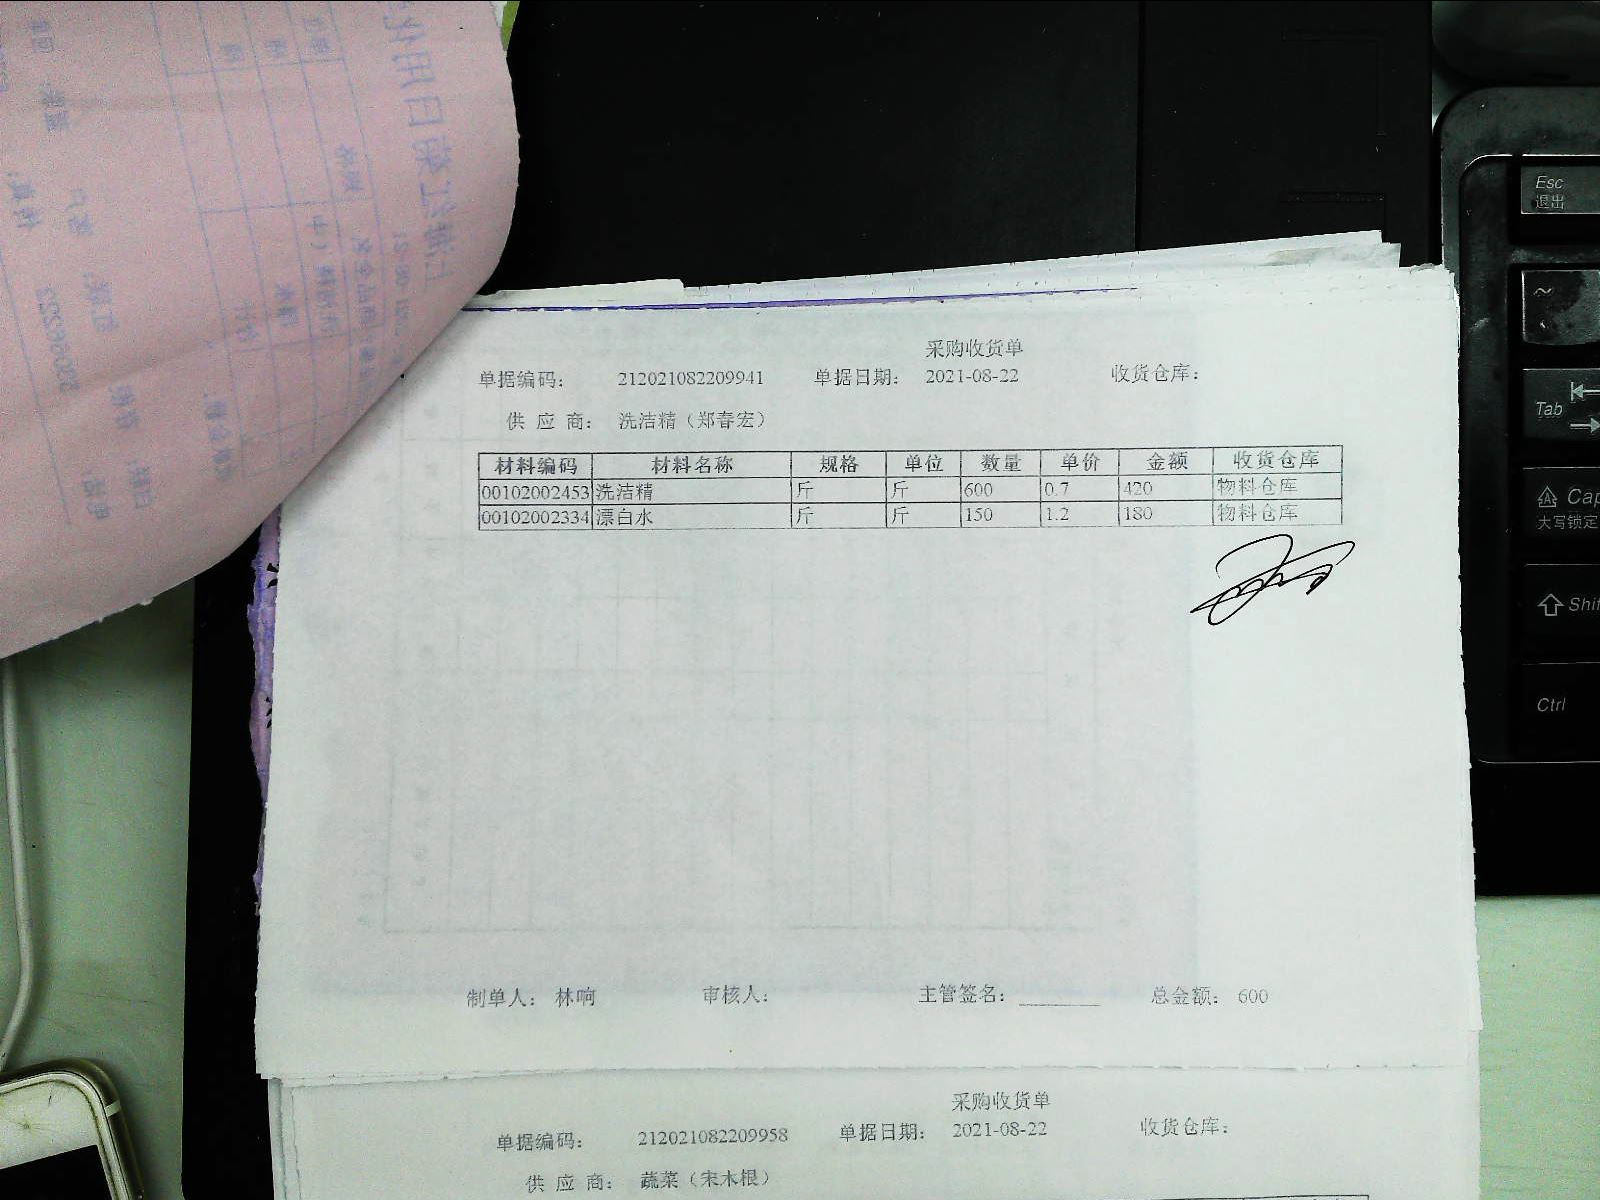 采购收货单
单据编码： 212021082209941 单据日期： 2021-08-22 收货仓库：
供 应 商： 洗洁精（郑春宏）
材料编码 材料名称 规格 单位 数量 单价 金额 收货仓库
00102002453 洗洁精 斤 斤 600 0.7 420 物料仓库
00102002334 漂白水 斤 斤 150 1.2 180 物料仓库
制单人： 林响 审核人： 主管签名： 总金额： 600
采购收货单
单据编码： 212021082209958 单据日期： 2021-08-22 收货仓库：
供 应 商： 蔬菜（宋木根）
Esc
退出
~
Tab
Cap
大写锁定
Shif
Ctrl